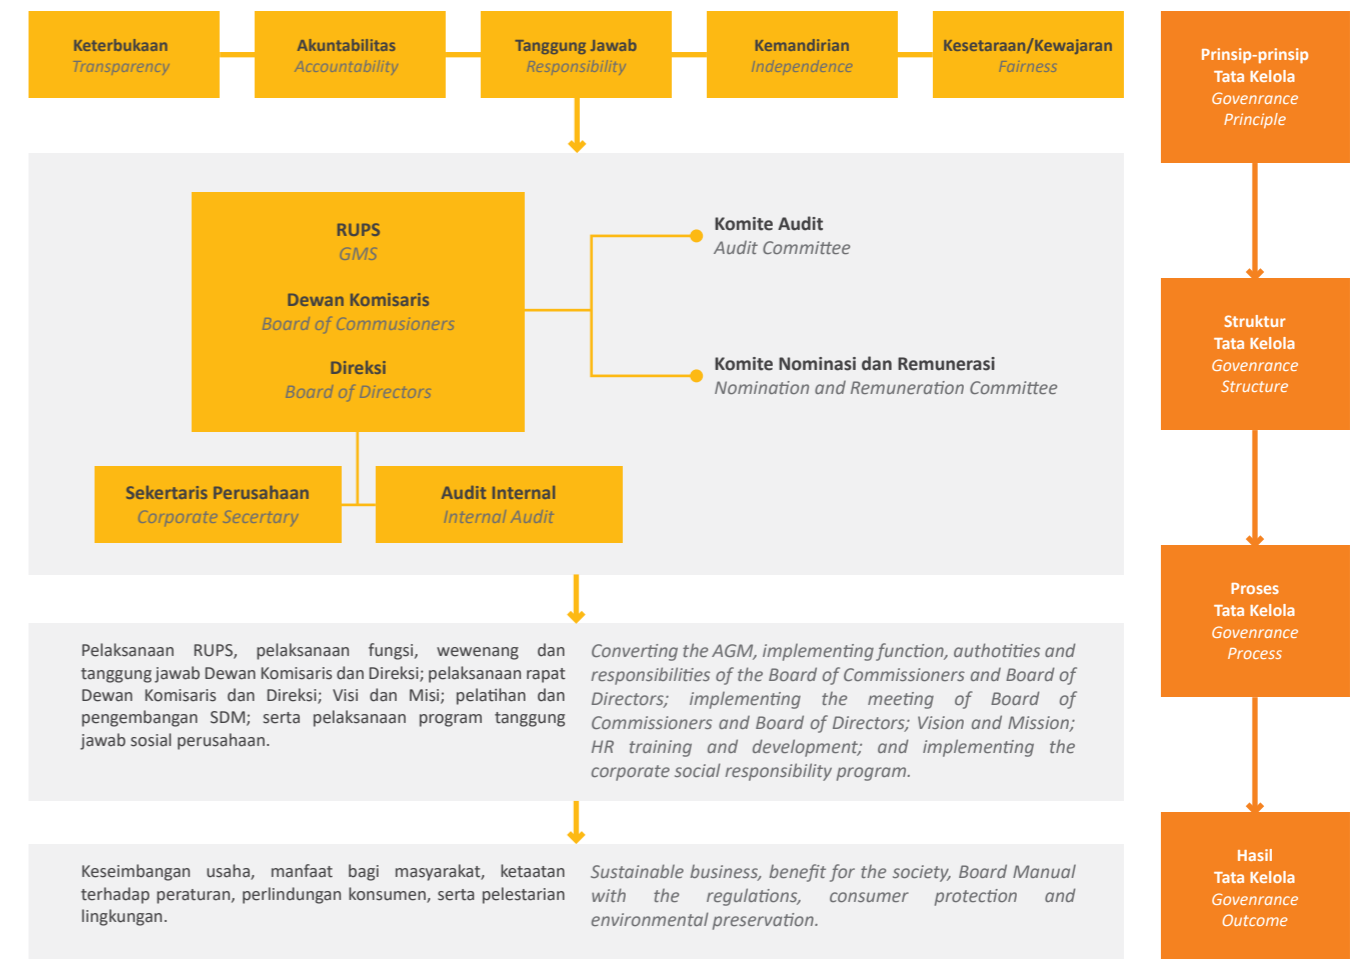 Keterbukaan
Transparency
Akuntabilitas
Accountability
Tanggung Jawab
Responsibility
Kemandirian
Independence
Kesetaraan/Kewajaran
Fairness
Prinsip-prinsip
Tata Kelola
Govenrance
Principle
RUPS
GMS
Dewan Komisaris
Board of Commusioners
Direksi
Board of Directors
Komite Audit
Audit Committee
Komite Nominasi dan Remunerasi
Nomination and Remuneration Committee
Sekertaris Perusahaan
Corporate Secertary
Audit Internal
Internal Audit
Struktur
Tata Kelola
Govenrance
Structure
Pelaksanaan RUPS, pelaksanaan fungsi, wewenang dan
tanggung jawab Dewan Komisaris dan Direksi; pelaksanaan rapat
Dewan Komisaris dan Direksi; Visi dan Misi; pelatihan dan
pengembangan SDM; serta pelaksanaan program tanggung
jawab sosial perusahaan.
Converting the AGM, implementing function, authotities and
responsibilities of the Board of Commissioners and Board of
Directors; implementing the meeting of Board of
Commissioners and Board of Directors; Vision and Mission;
HR training and development; and implementing the
corporate social responsibility program.
Proses
Tata Kelola
Govenrance
Process
Keseimbangan usaha, manfaat bagi masyarakat, ketaatan
terhadap peraturan, perlindungan konsumen, serta pelestarian
lingkungan.
Sustainable business, benefit for the society, Board Manual
with the regulations, consumer protection and
environmental preservation.
Hasil
Tata Kelola
Govenrance
Outcome